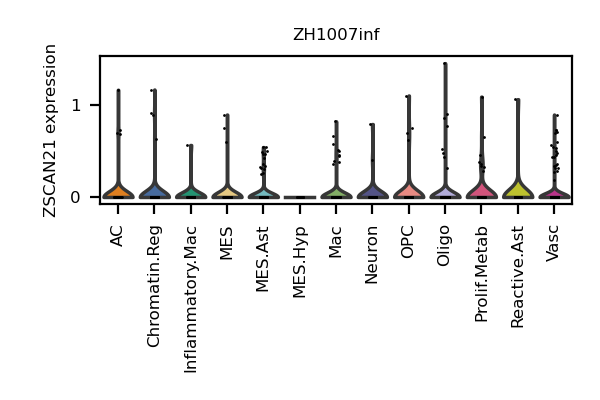 ZH1007inf
ZSCAN21 expression
1
0
AC
Chromatin.Reg
Inflammatory.Mac
MES
MES.Ast
MES.Hyp
Mac
Neuron
OPC
Oligo
Prolif.Metab
Reactive.Ast
Vasc